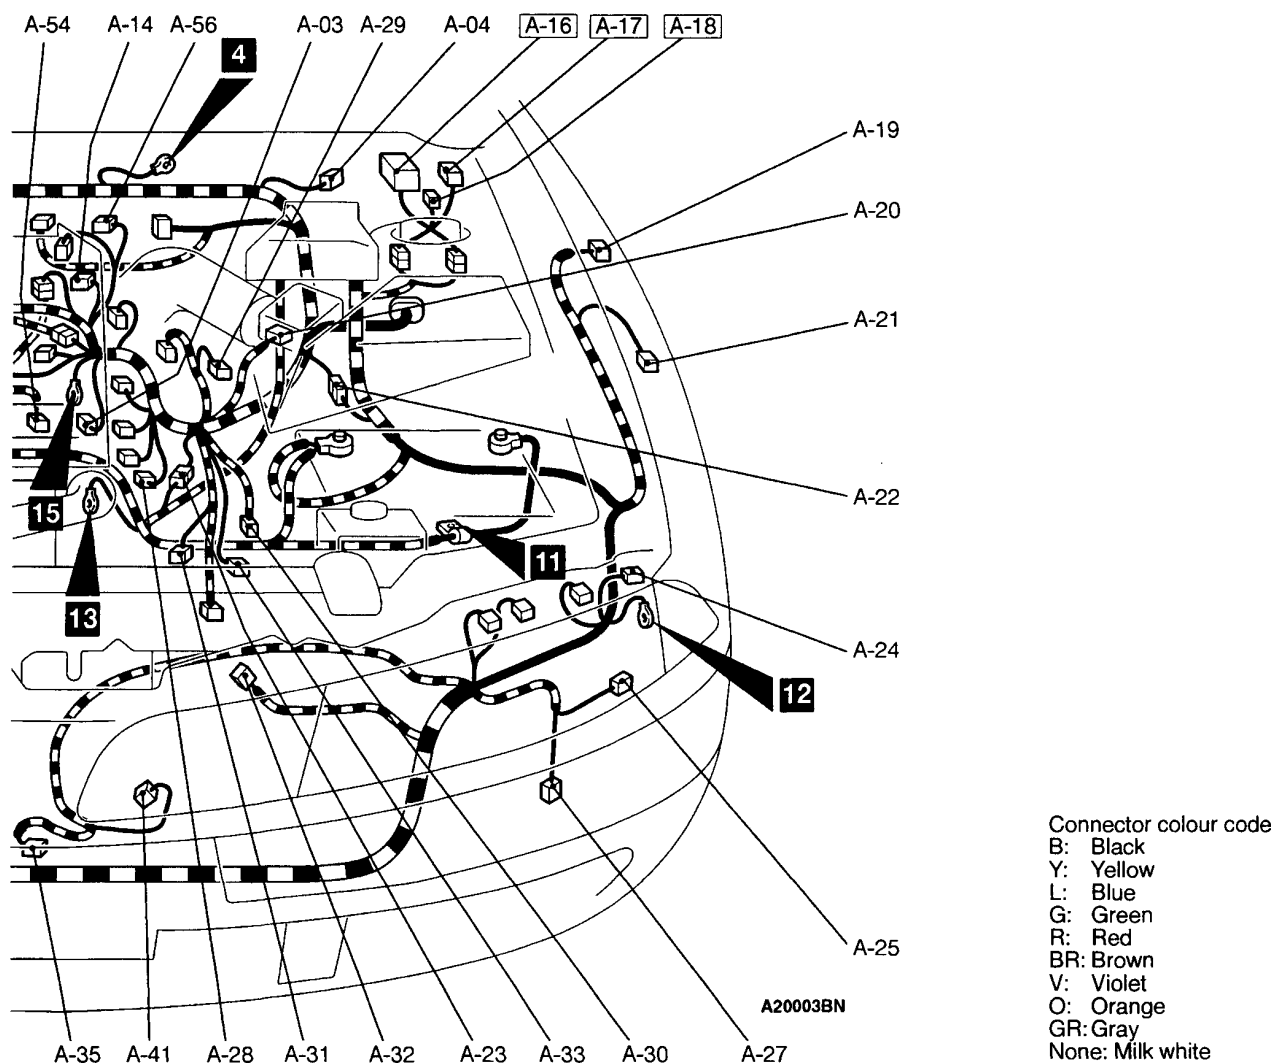 A-54 A-14 A-56 A-03 A-29 A-04 A-16 A-17 A-18
4
A-19
A-20
A-21
A-22
15
11
13
A-24
12
A-25
A20003BN
A-35 A-41 A-28 A-31 A-32 A-23 A-33 A-30 A-27
Connector colour code
B: Black
Y: Yellow
L: Blue
G: Green
R: Red
BR: Brown
V: Violet
O: Orange
GR: Gray
None: Milk white